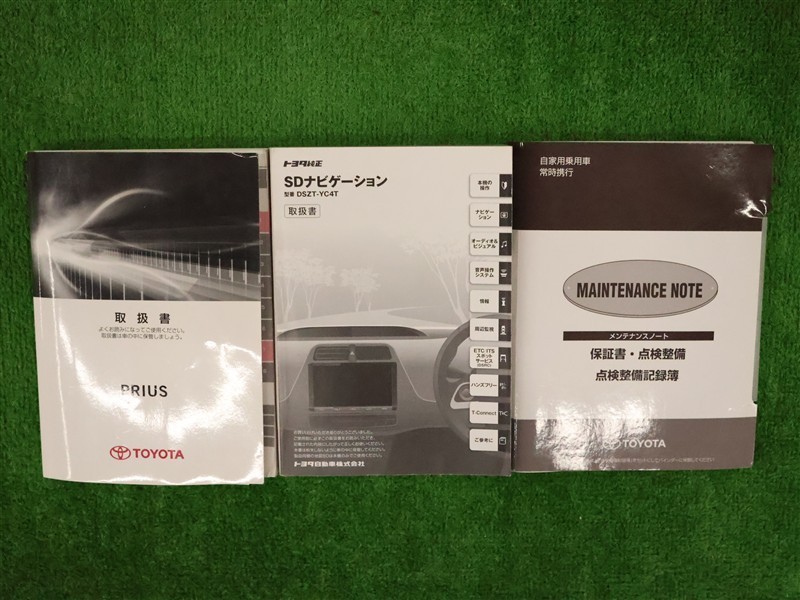 取扱書
よくお読みになってご使用ください。
取扱書は車の中に保管しましょう。
PRIUS
TOYOTA
トヨタ純正
SDナビゲーション
型番 DSZT-YC4T
取扱書
本機の
操作
ナビゲー
ション
オーディオ&
ビジュアル
音声操作
システム
情報
周辺監視
ETC ITS
スポット
サービス
(DSRC)
ハンズフリー
T-Connect
ご参考に
トヨタ自動車株式会社
自家用乗用車
常時携行
MAINTENANCE NOTE
メンテナンスノート
保証書・点検整備
点検整備記録簿
TOYOTA